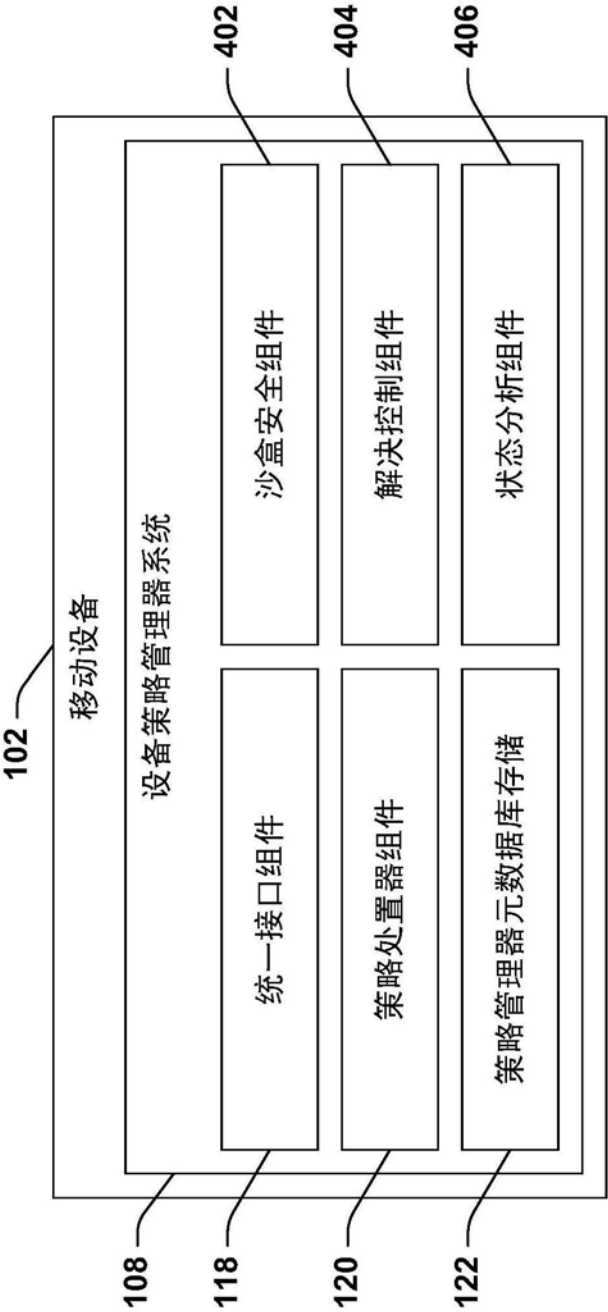 102
移动设备
设备策略管理器系统
108
统一接口组件
118
沙盒安全组件
402
策略处置器组件
120
解决控制组件
404
策略管理器元数据库存储
122
状态分析组件
406